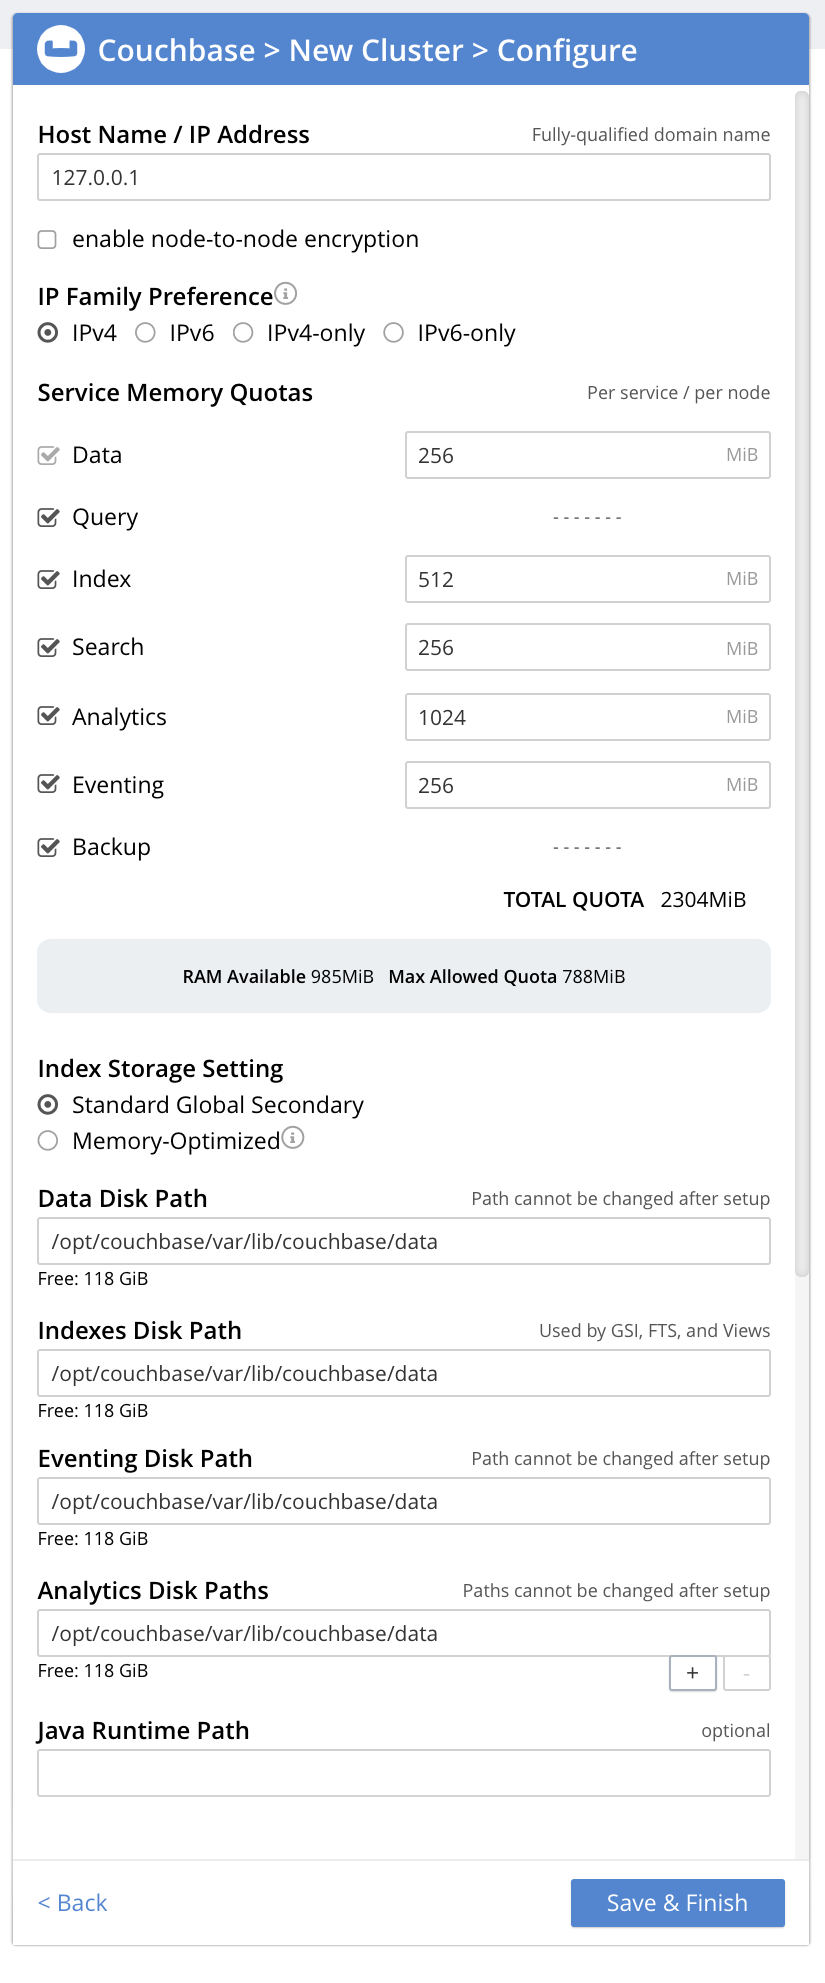 Couchbase > New Cluster > Configure
Host Name / IP Address Fully-qualified domain name
127.0.0.1
enable node-to-node encryption
IP Family Preference
IPv4 IPv6 IPv4-only IPv6-only
Service Memory Quotas Per service / per node
Data 256 MiB
Query -------
Index 512 MiB
Search 256 MiB
Analytics 1024 MiB
Eventing 256 MiB
Backup -------
TOTAL QUOTA 2304MiB
RAM Available 985MiB Max Allowed Quota 788MiB
Index Storage Setting
Standard Global Secondary
Memory-Optimized
Data Disk Path Path cannot be changed after setup
/opt/couchbase/var/lib/couchbase/data
Free: 118 GiB
Indexes Disk Path Used by GSI, FTS, and Views
/opt/couchbase/var/lib/couchbase/data
Free: 118 GiB
Eventing Disk Path Path cannot be changed after setup
/opt/couchbase/var/lib/couchbase/data
Free: 118 GiB
Analytics Disk Paths Paths cannot be changed after setup
/opt/couchbase/var/lib/couchbase/data
Free: 118 GiB + -
Java Runtime Path optional
< Back Save & Finish